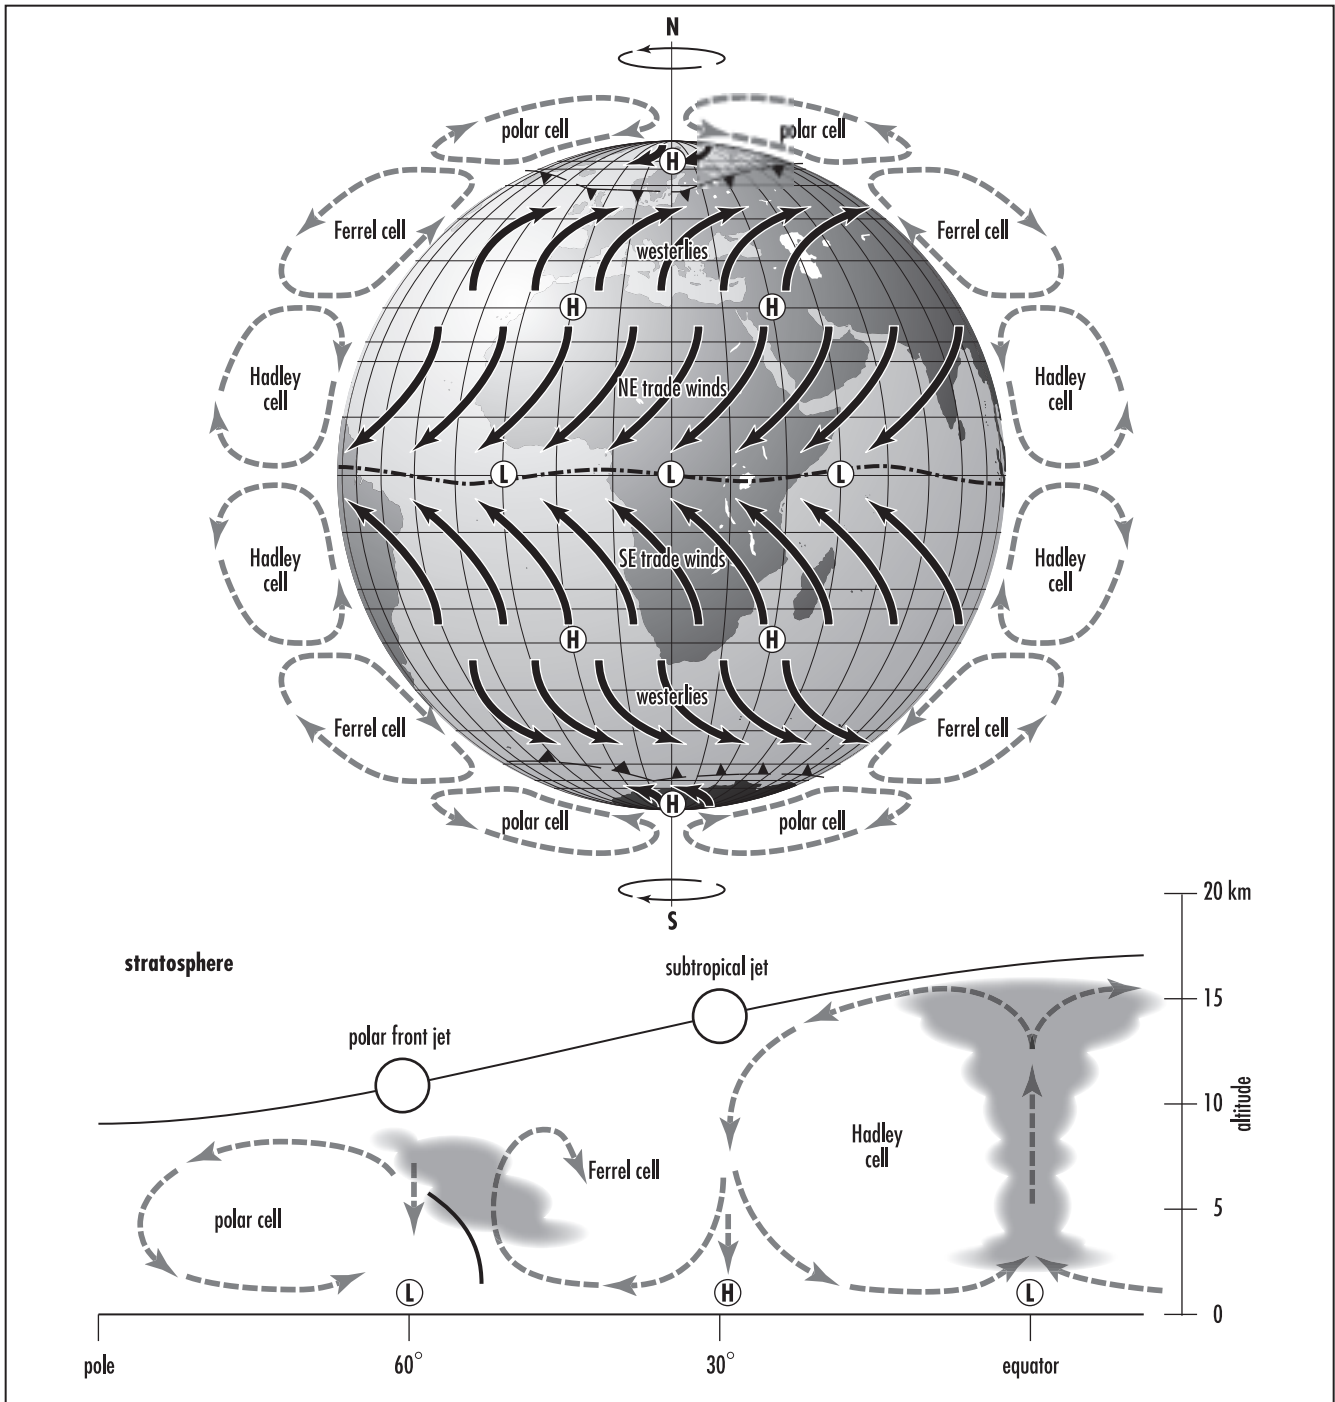 N
polar cell
polar cell
H
Ferrel cell
Ferrel cell
westerlies
H
H
Hadley
cell
NE trade winds
Hadley
cell
L
L
L
Hadley
cell
SE trade winds
Hadley
cell
H
H
westerlies
Ferrel cell
Ferrel cell
H
polar cell
polar cell
S
20 km
stratosphere
subtropical jet
15
polar front jet
10
altitude
Hadley
cell
Ferrel cell
5
polar cell
L
H
L
0
pole
60°
30°
equator